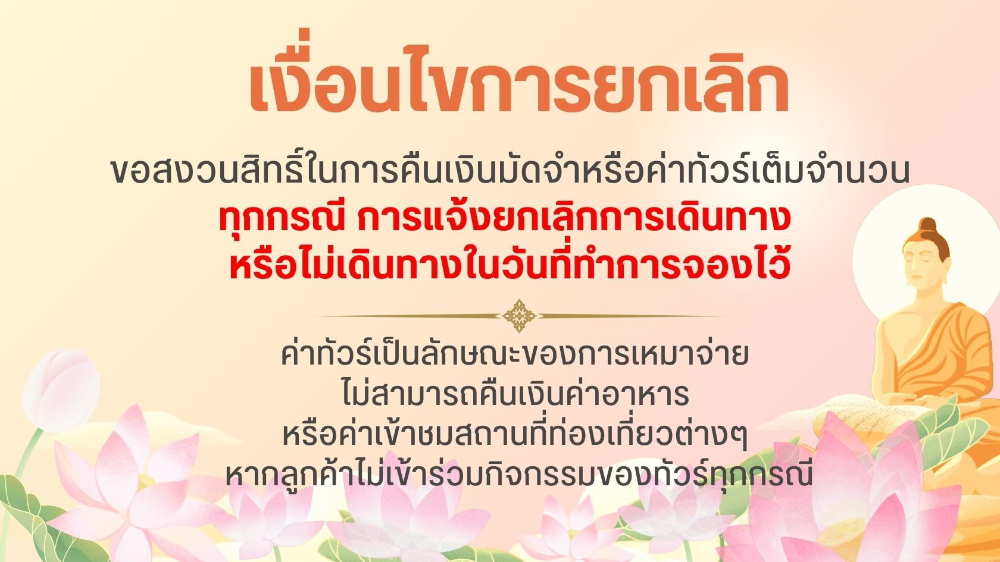 เงื่อนไขการยกเลิก
ขอสงวนสิทธิ์ในการคืนเงินมัดจำหรือค่าทัวร์เต็มจำนวน
ทุกกรณี การแจ้งยกเลิกการเดินทาง
หรือไม่เดินทางในวันที่ทำการจองไว้
ค่าทัวร์เป็นลักษณะของการเหมาจ่าย
ไม่สามารถคืนเงินค่าอาหาร
หรือค่าเข้าชมสถานที่ท่องเที่ยวต่างๆ
หากลูกค้าไม่เข้าร่วมกิจกรรมของทัวร์ทุกกรณี